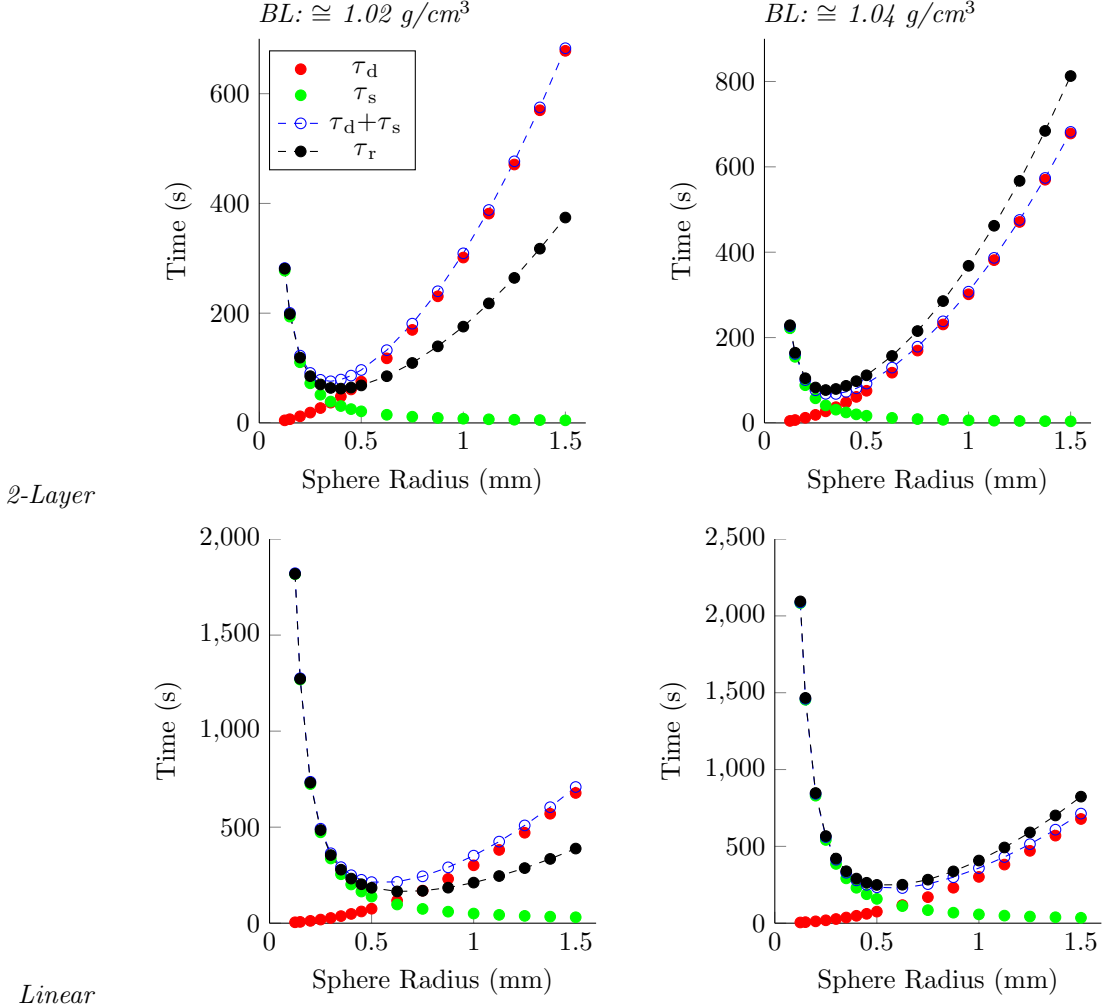 BL: ≅ 1.02 g/cm³
BL: ≅ 1.04 g/cm³
τd
τs
τd+τs
τr
600
400
200
0
Time (s)
0 0.5 1 1.5
Sphere Radius (mm)
800
600
400
200
0
Time (s)
0 0.5 1 1.5
Sphere Radius (mm)
2-Layer
2,000
1,500
1,000
500
0
Time (s)
0 0.5 1 1.5
Sphere Radius (mm)
2,500
2,000
1,500
1,000
500
0
Time (s)
0 0.5 1 1.5
Sphere Radius (mm)
Linear